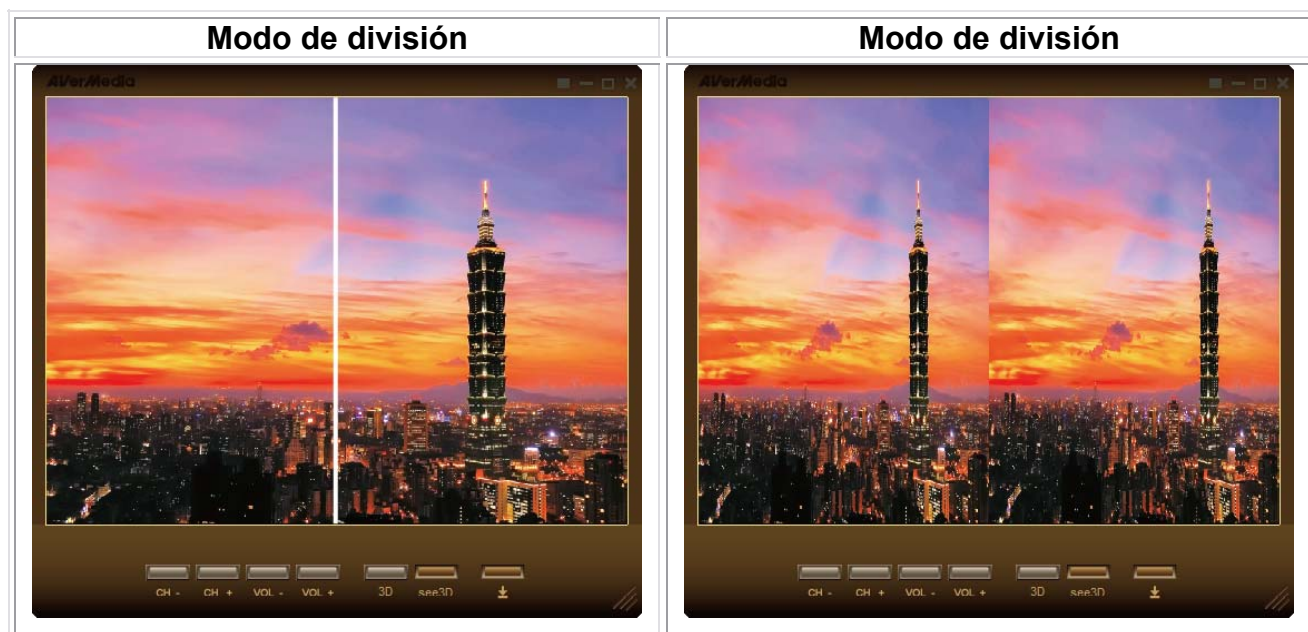 Modo de división
Modo de división
AVerMedia
AVerMedia
CH - CH + VOL - VOL + 3D see3D
CH - CH + VOL - VOL + 3D see3D